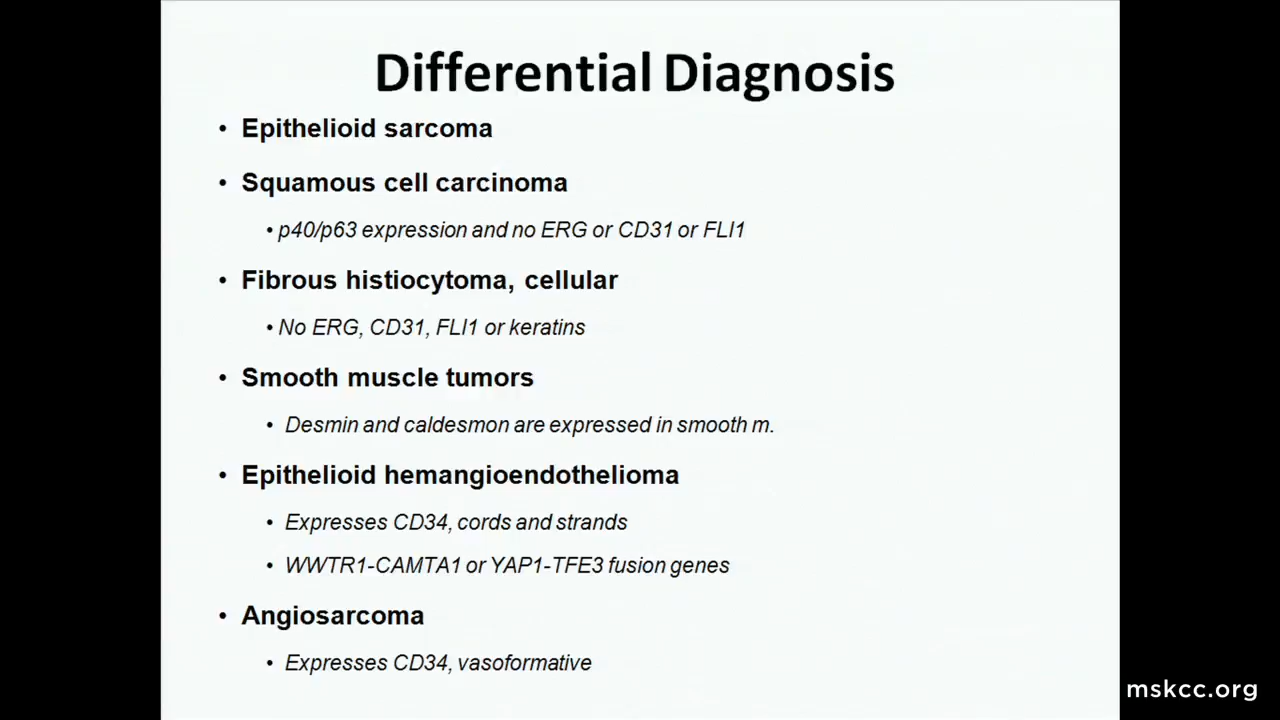 Differential Diagnosis
• Epithelioid sarcoma
• Squamous cell carcinoma
• p40/p63 expression and no ERG or CD31 or FLI1
• Fibrous histiocytoma, cellular
• No ERG, CD31, FLI1 or keratins
• Smooth muscle tumors
• Desmin and caldesmon are expressed in smooth m.
• Epithelioid hemangioendothelioma
• Expresses CD34, cords and strands
• WWTR1-CAMTA1 or YAP1-TFE3 fusion genes
• Angiosarcoma
• Expresses CD34, vasoformative
mskcc.org